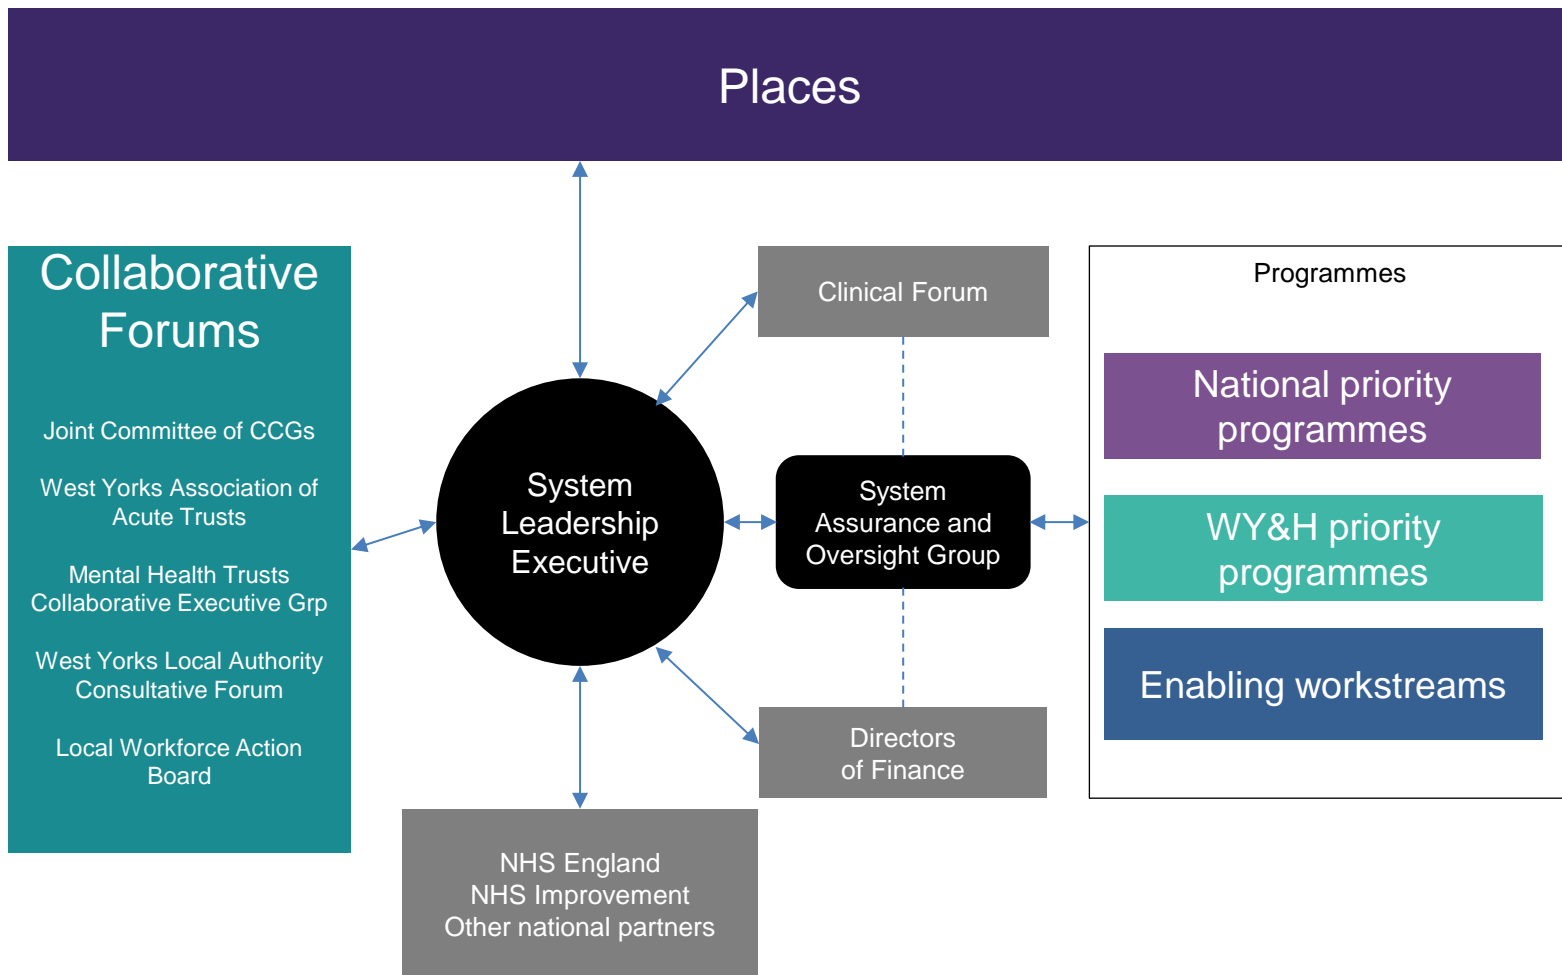 Places
Collaborative
Forums
Joint Committee of CCGs
West Yorks Association of
Acute Trusts
Mental Health Trusts
Collaborative Executive Grp
West Yorks Local Authority
Consultative Forum
Local Workforce Action
Board
System
Leadership
Executive
Clinical Forum
System
Assurance and
Oversight Group
Directors
of Finance
NHS England
NHS Improvement
Other national partners
Programmes
National priority
programmes
WY&H priority
programmes
Enabling workstreams